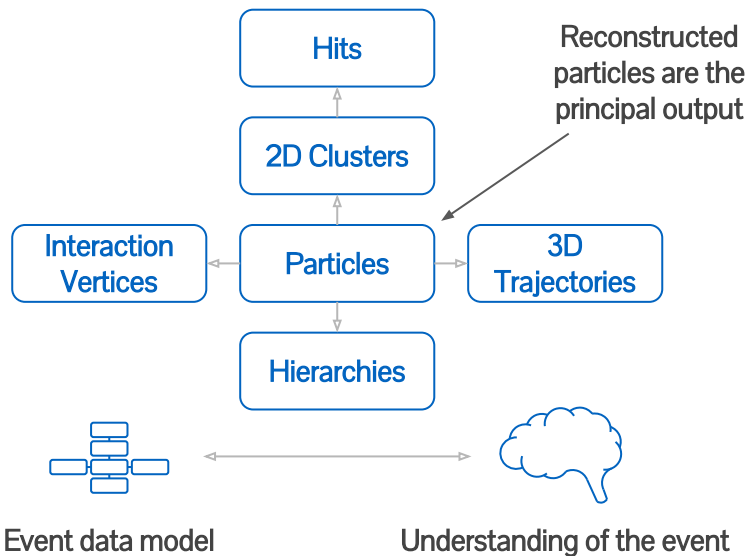 Hits
Reconstructed
particles are the
principal output
2D Clusters
Interaction
Vertices
Particles
3D
Trajectories
Hierarchies
Event data model
Understanding of the event